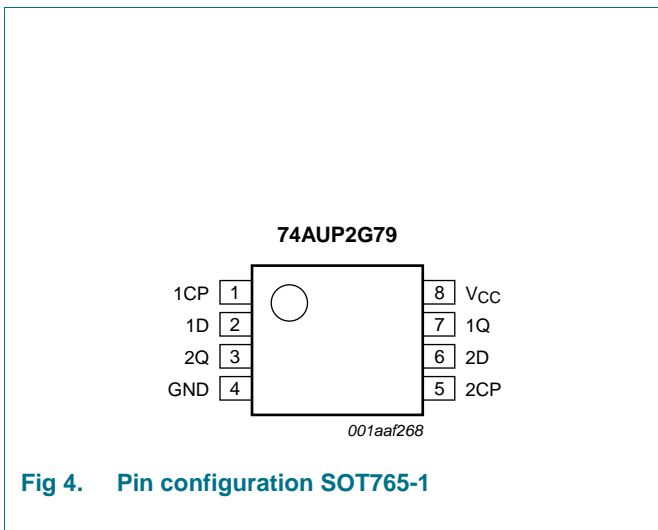 74AUP2G79
1CP 1 8 VCC
1D 2 7 1Q
2Q 3 6 2D
GND 4 5 2CP
001aaf268
Fig 4. Pin configuration SOT765-1